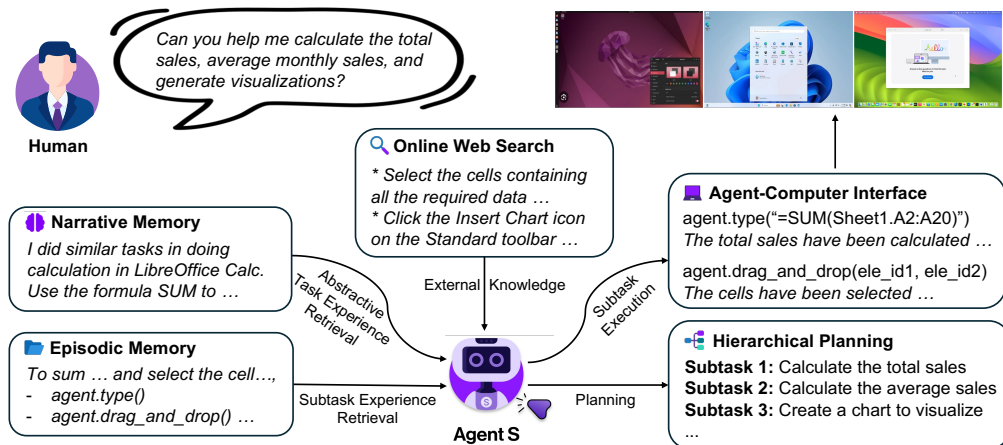 Can you help me calculate the total
sales, average monthly sales, and
generate visualizations?
Human
Online Web Search
* Select the cells containing
all the required data …
* Click the Insert Chart icon
on the Standard toolbar …
Agent-Computer Interface
agent.type(“=SUM(Sheet1.A2:A20)”)
The total sales have been calculated …
agent.drag_and_drop(ele_id1, ele_id2)
The cells have been selected …
Narrative Memory
I did similar tasks in doing
calculation in LibreOffice Calc.
Use the formula SUM to …
Abstractive
Task Experience
Retrieval
External Knowledge
Subtask
Execution
Episodic Memory
To sum … and select the cell…,
- agent.type()
- agent.drag_and_drop() …
Subtask Experience
Retrieval
S
Agent S
Planning
Hierarchical Planning
Subtask 1: Calculate the total sales
Subtask 2: Calculate the average sales
Subtask 3: Create a chart to visualize
...
hello